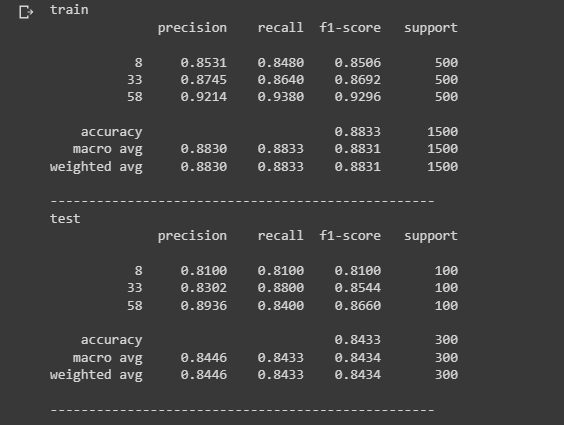 train
precision recall f1-score support
8 0.8531 0.8480 0.8506 500
33 0.8745 0.8640 0.8692 500
58 0.9214 0.9380 0.9296 500
accuracy 0.8833 1500
macro avg 0.8830 0.8833 0.8831 1500
weighted avg 0.8830 0.8833 0.8831 1500
--------------------------------------------------
test
precision recall f1-score support
8 0.8100 0.8100 0.8100 100
33 0.8302 0.8800 0.8544 100
58 0.8936 0.8400 0.8660 100
accuracy 0.8433 300
macro avg 0.8446 0.8433 0.8434 300
weighted avg 0.8446 0.8433 0.8434 300
--------------------------------------------------